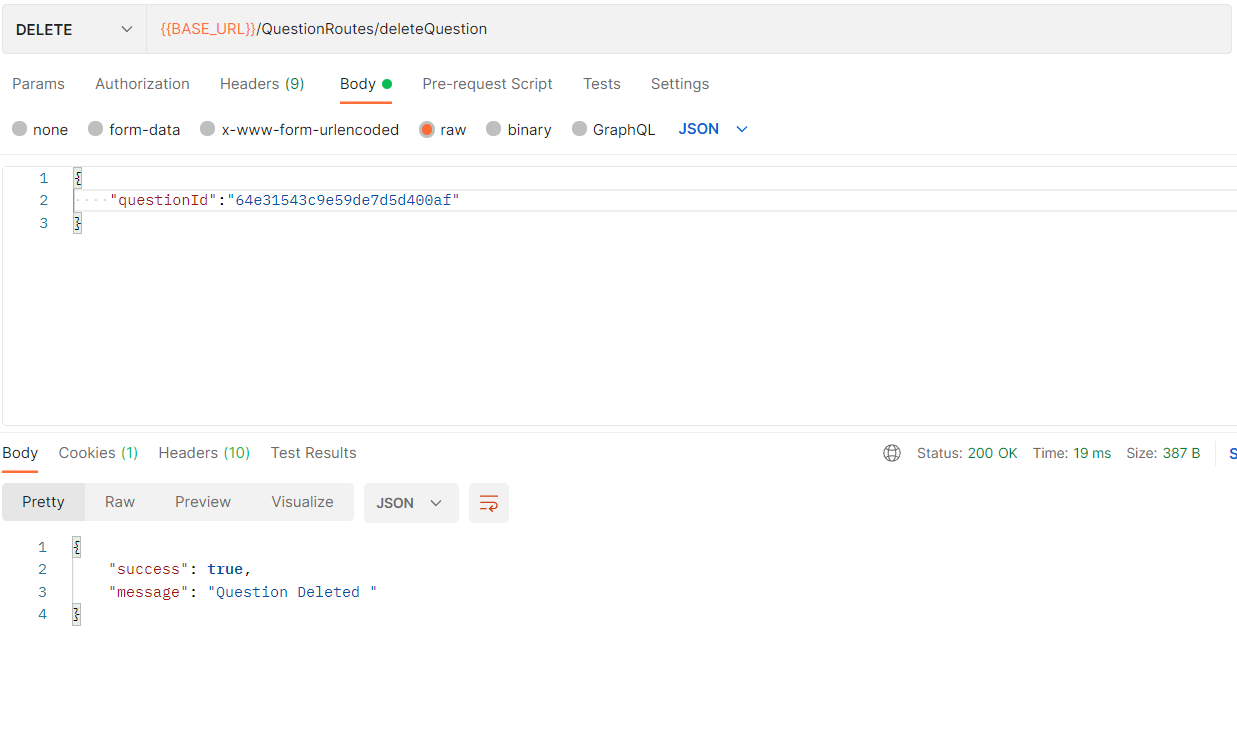 DELETE {{BASE_URL}}/QuestionRoutes/deleteQuestion
Params Authorization Headers (9) Body Pre-request Script Tests Settings
none form-data x-www-form-urlencoded raw binary GraphQL JSON
1 {
2 ····"questionId":"64e31543c9e59de7d5d400af"
3 }
Body Cookies (1) Headers (10) Test Results Status: 200 OK Time: 19 ms Size: 387 B S
Pretty Raw Preview Visualize JSON
1 {
2 "success": true,
3 "message": "Question Deleted "
4 }